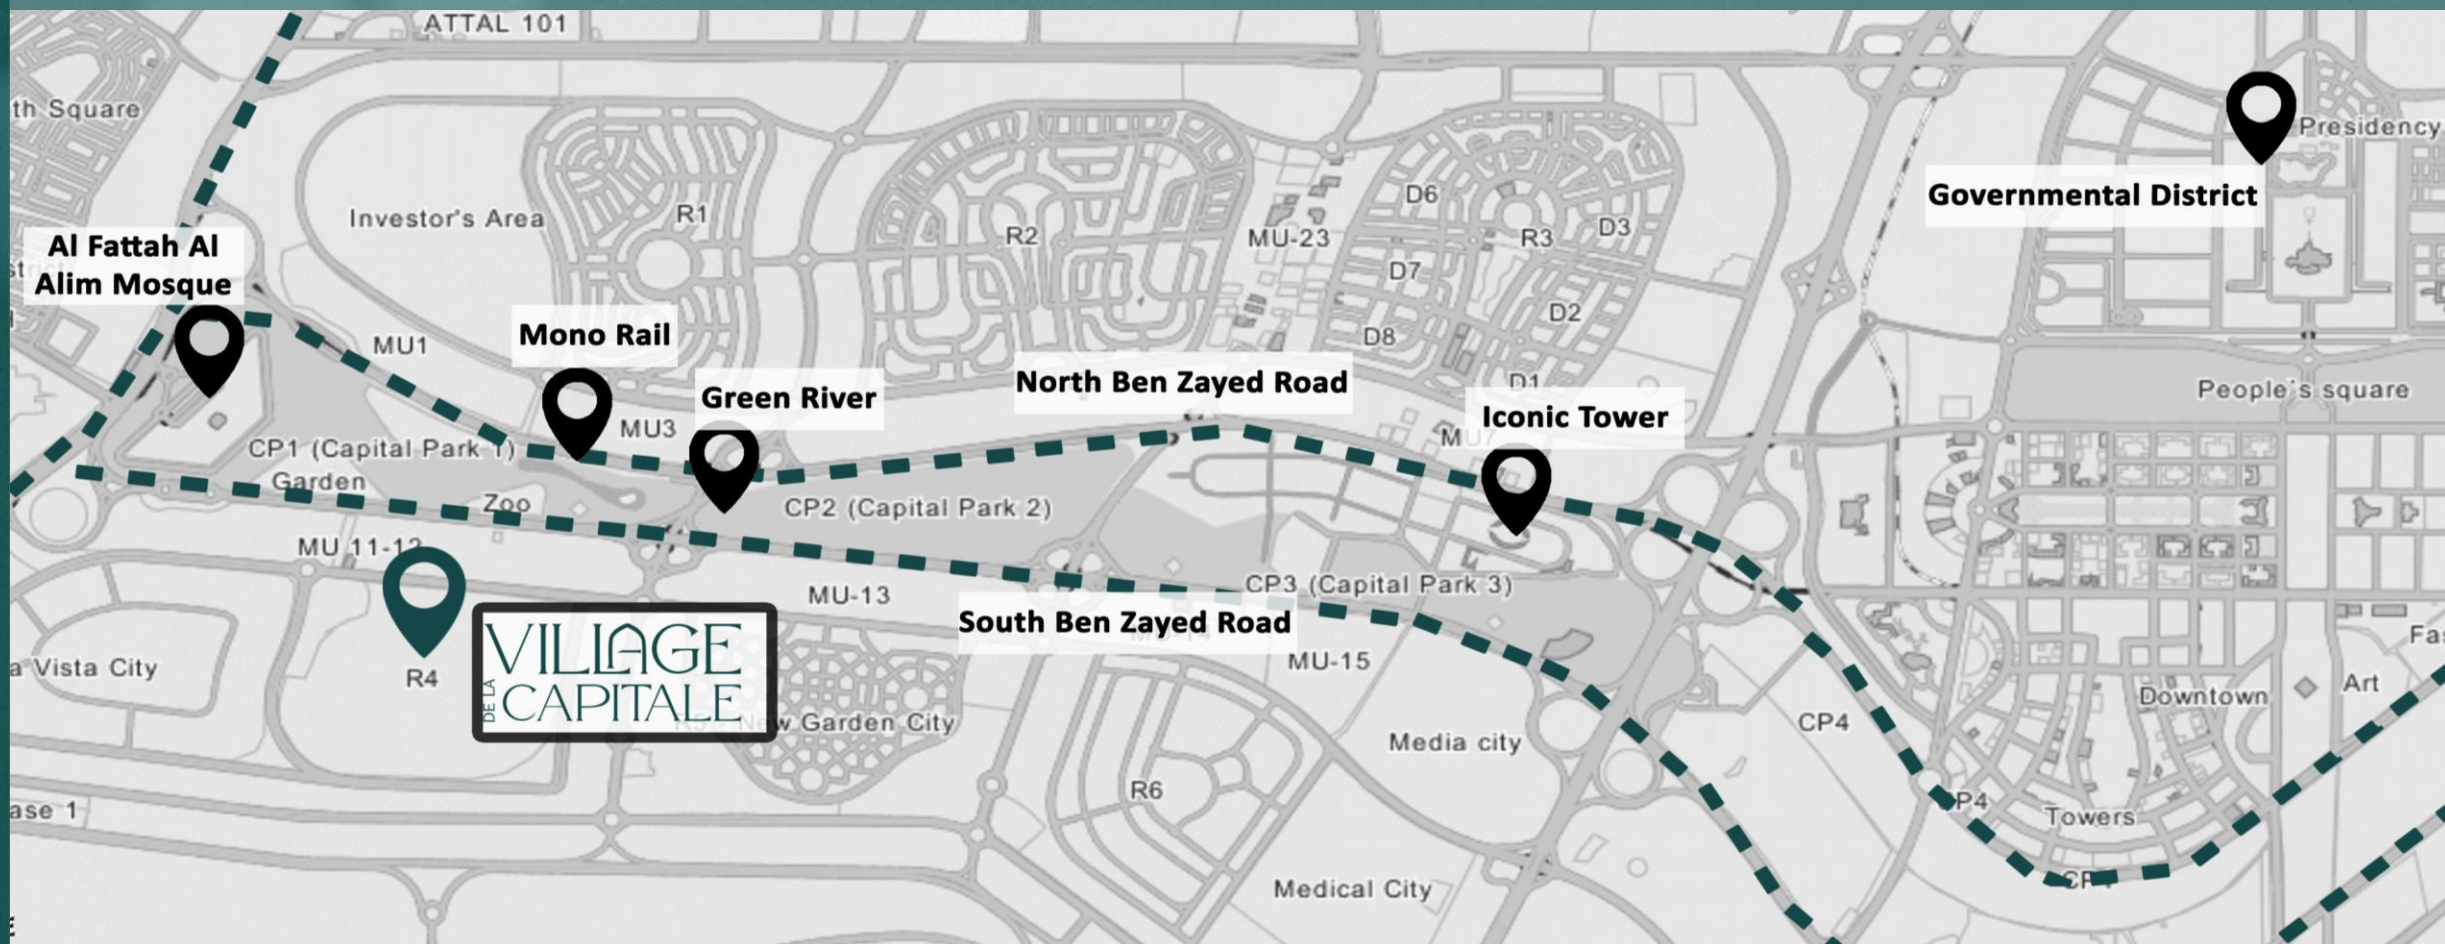 ATTAL 101
th Square
Presidency
Governmental District
D6
Investor's Area
R1
R2
MU-23
R3
D3
Al Fattah Al
Alim Mosque
D7
D2
Mono Rail
MU1
D8
North Ben Zayed Road
D1
People's square
Green River
Iconic Tower
MU3
CP1 (Capital Park 1)
Garden
Zoo
CP2 (Capital Park 2)
MU 11-12
CP3 (Capital Park 3)
MU-13
South Ben Zayed Road
MU-15
a Vista City
R4
VILLAGE
DE LA
CAPITALE
New Garden City
Downtown
Art
CP4
Media city
R6
CP4
Towers
ase 1
Medical City